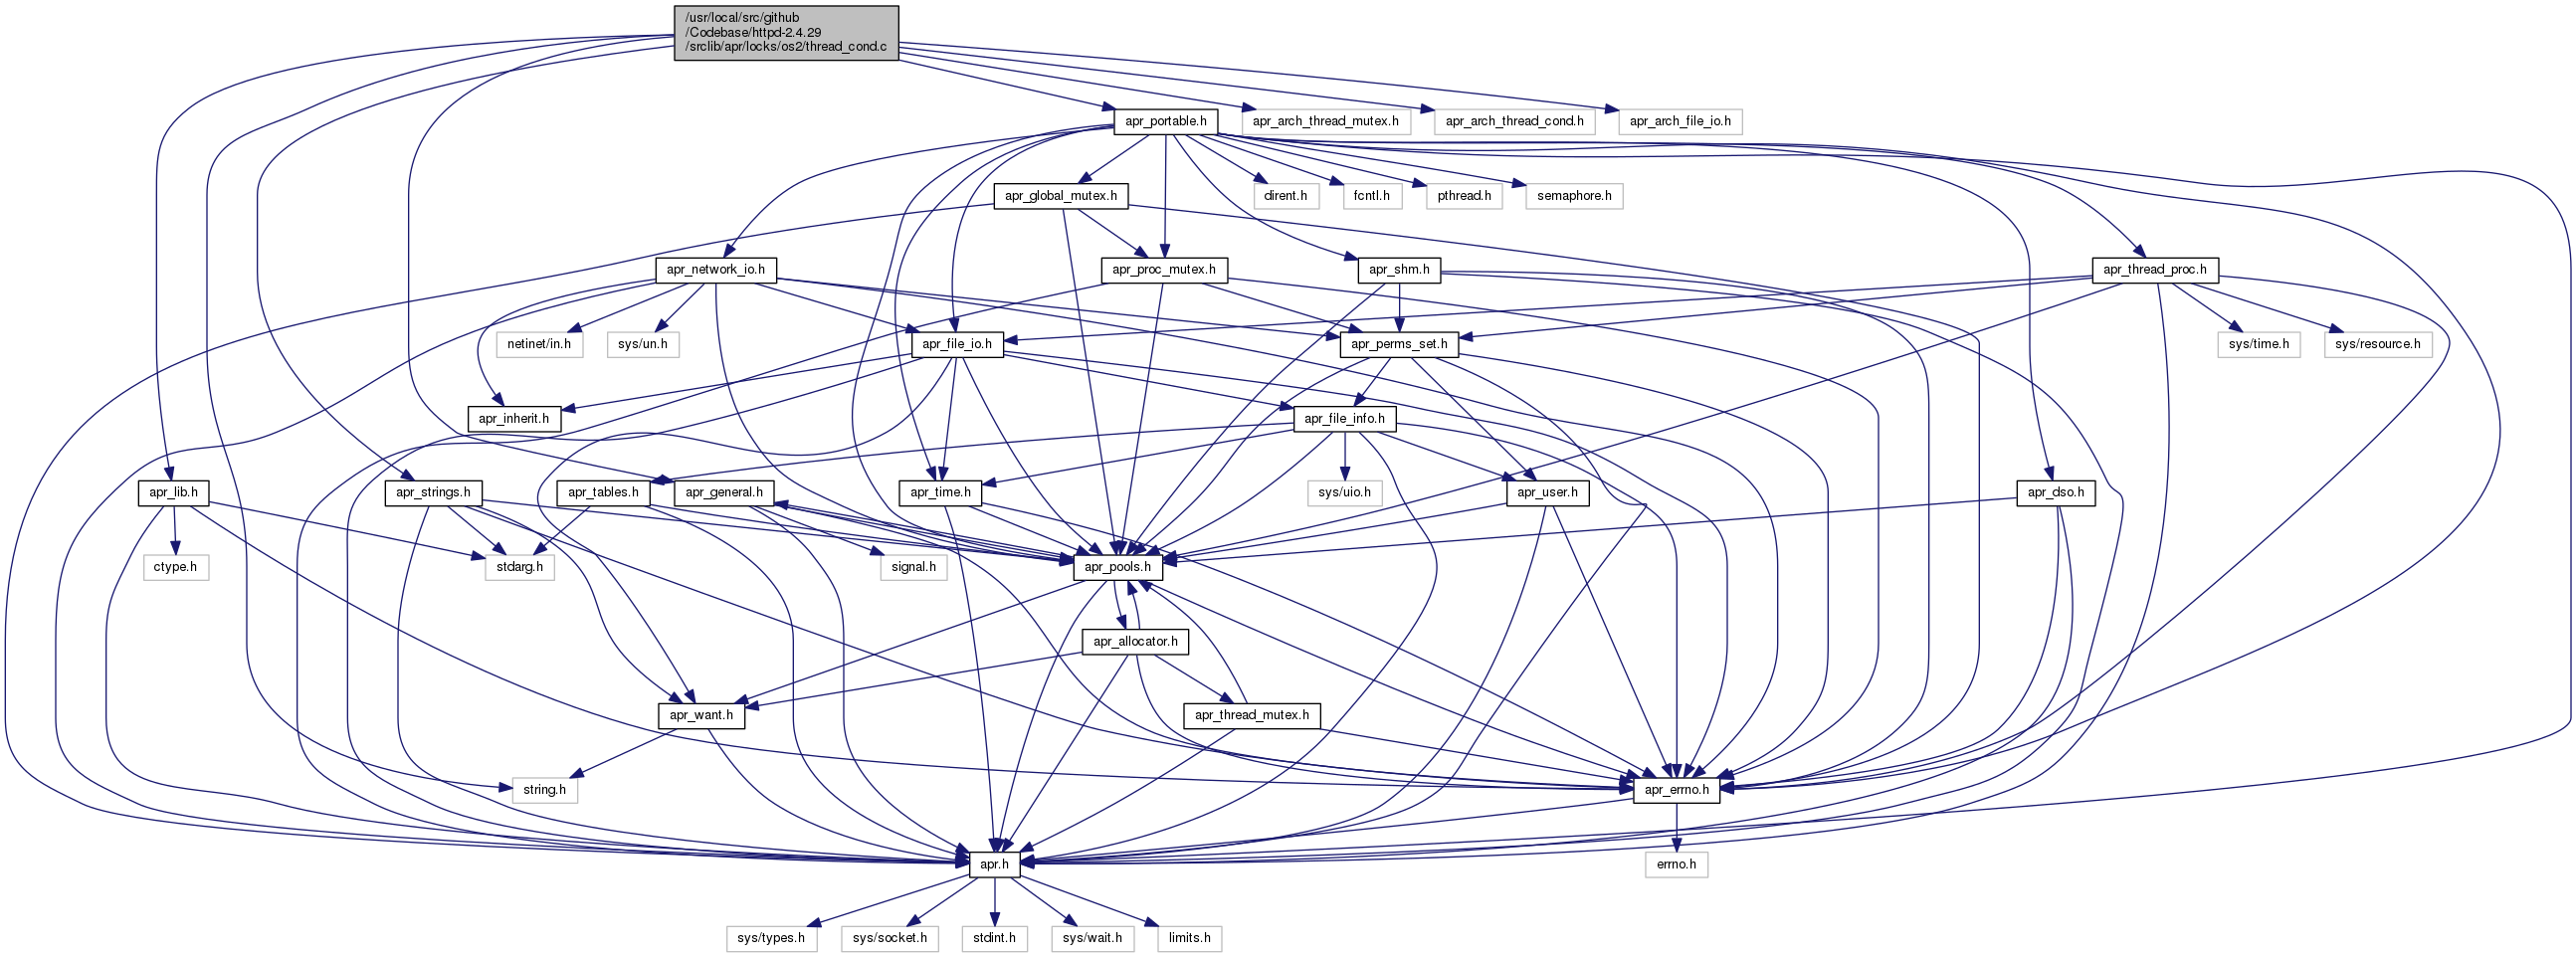 /usr/local/src/github
/Codebase/httpd-2.4.29
/srclib/apr/locks/os2/thread_cond.c
apr_portable.h
apr_arch_thread_mutex.h
apr_arch_thread_cond.h
apr_arch_file_io.h
apr_global_mutex.h
dirent.h
fcntl.h
pthread.h
semaphore.h
apr_network_io.h
apr_proc_mutex.h
apr_shm.h
apr_thread_proc.h
netinet/in.h
sys/un.h
apr_file_io.h
apr_perms_set.h
sys/time.h
sys/resource.h
apr_inherit.h
apr_file_info.h
apr_lib.h
apr_strings.h
apr_tables.h
apr_general.h
apr_time.h
sys/uio.h
apr_user.h
apr_dso.h
ctype.h
stdarg.h
signal.h
apr_pools.h
apr_allocator.h
apr_want.h
apr_thread_mutex.h
string.h
apr_errno.h
apr.h
errno.h
sys/types.h
sys/socket.h
stdint.h
sys/wait.h
limits.h